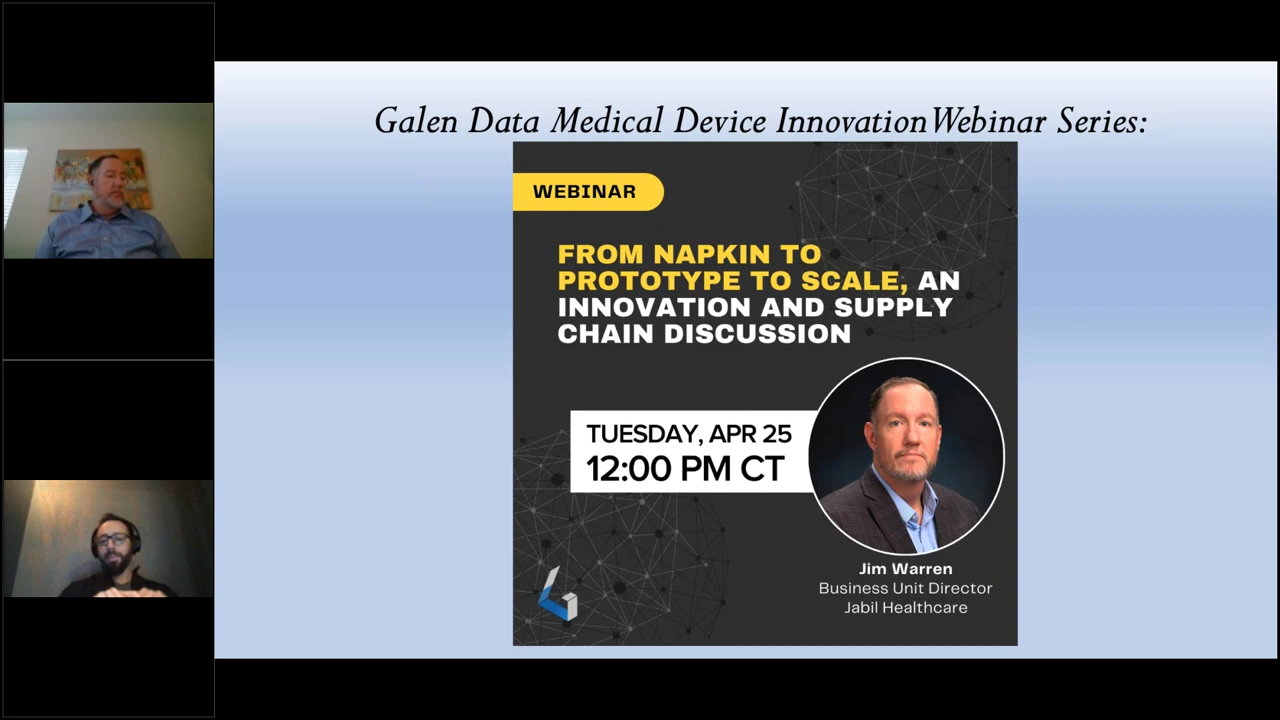 Galen Data Medical Device Innovation Webinar Series:
WEBINAR
FROM NAPKIN TO
PROTOTYPE TO SCALE, AN
INNOVATION AND SUPPLY
CHAIN DISCUSSION
TUESDAY, APR 25
12:00 PM CT
Jim Warren
Business Unit Director
Jabil Healthcare